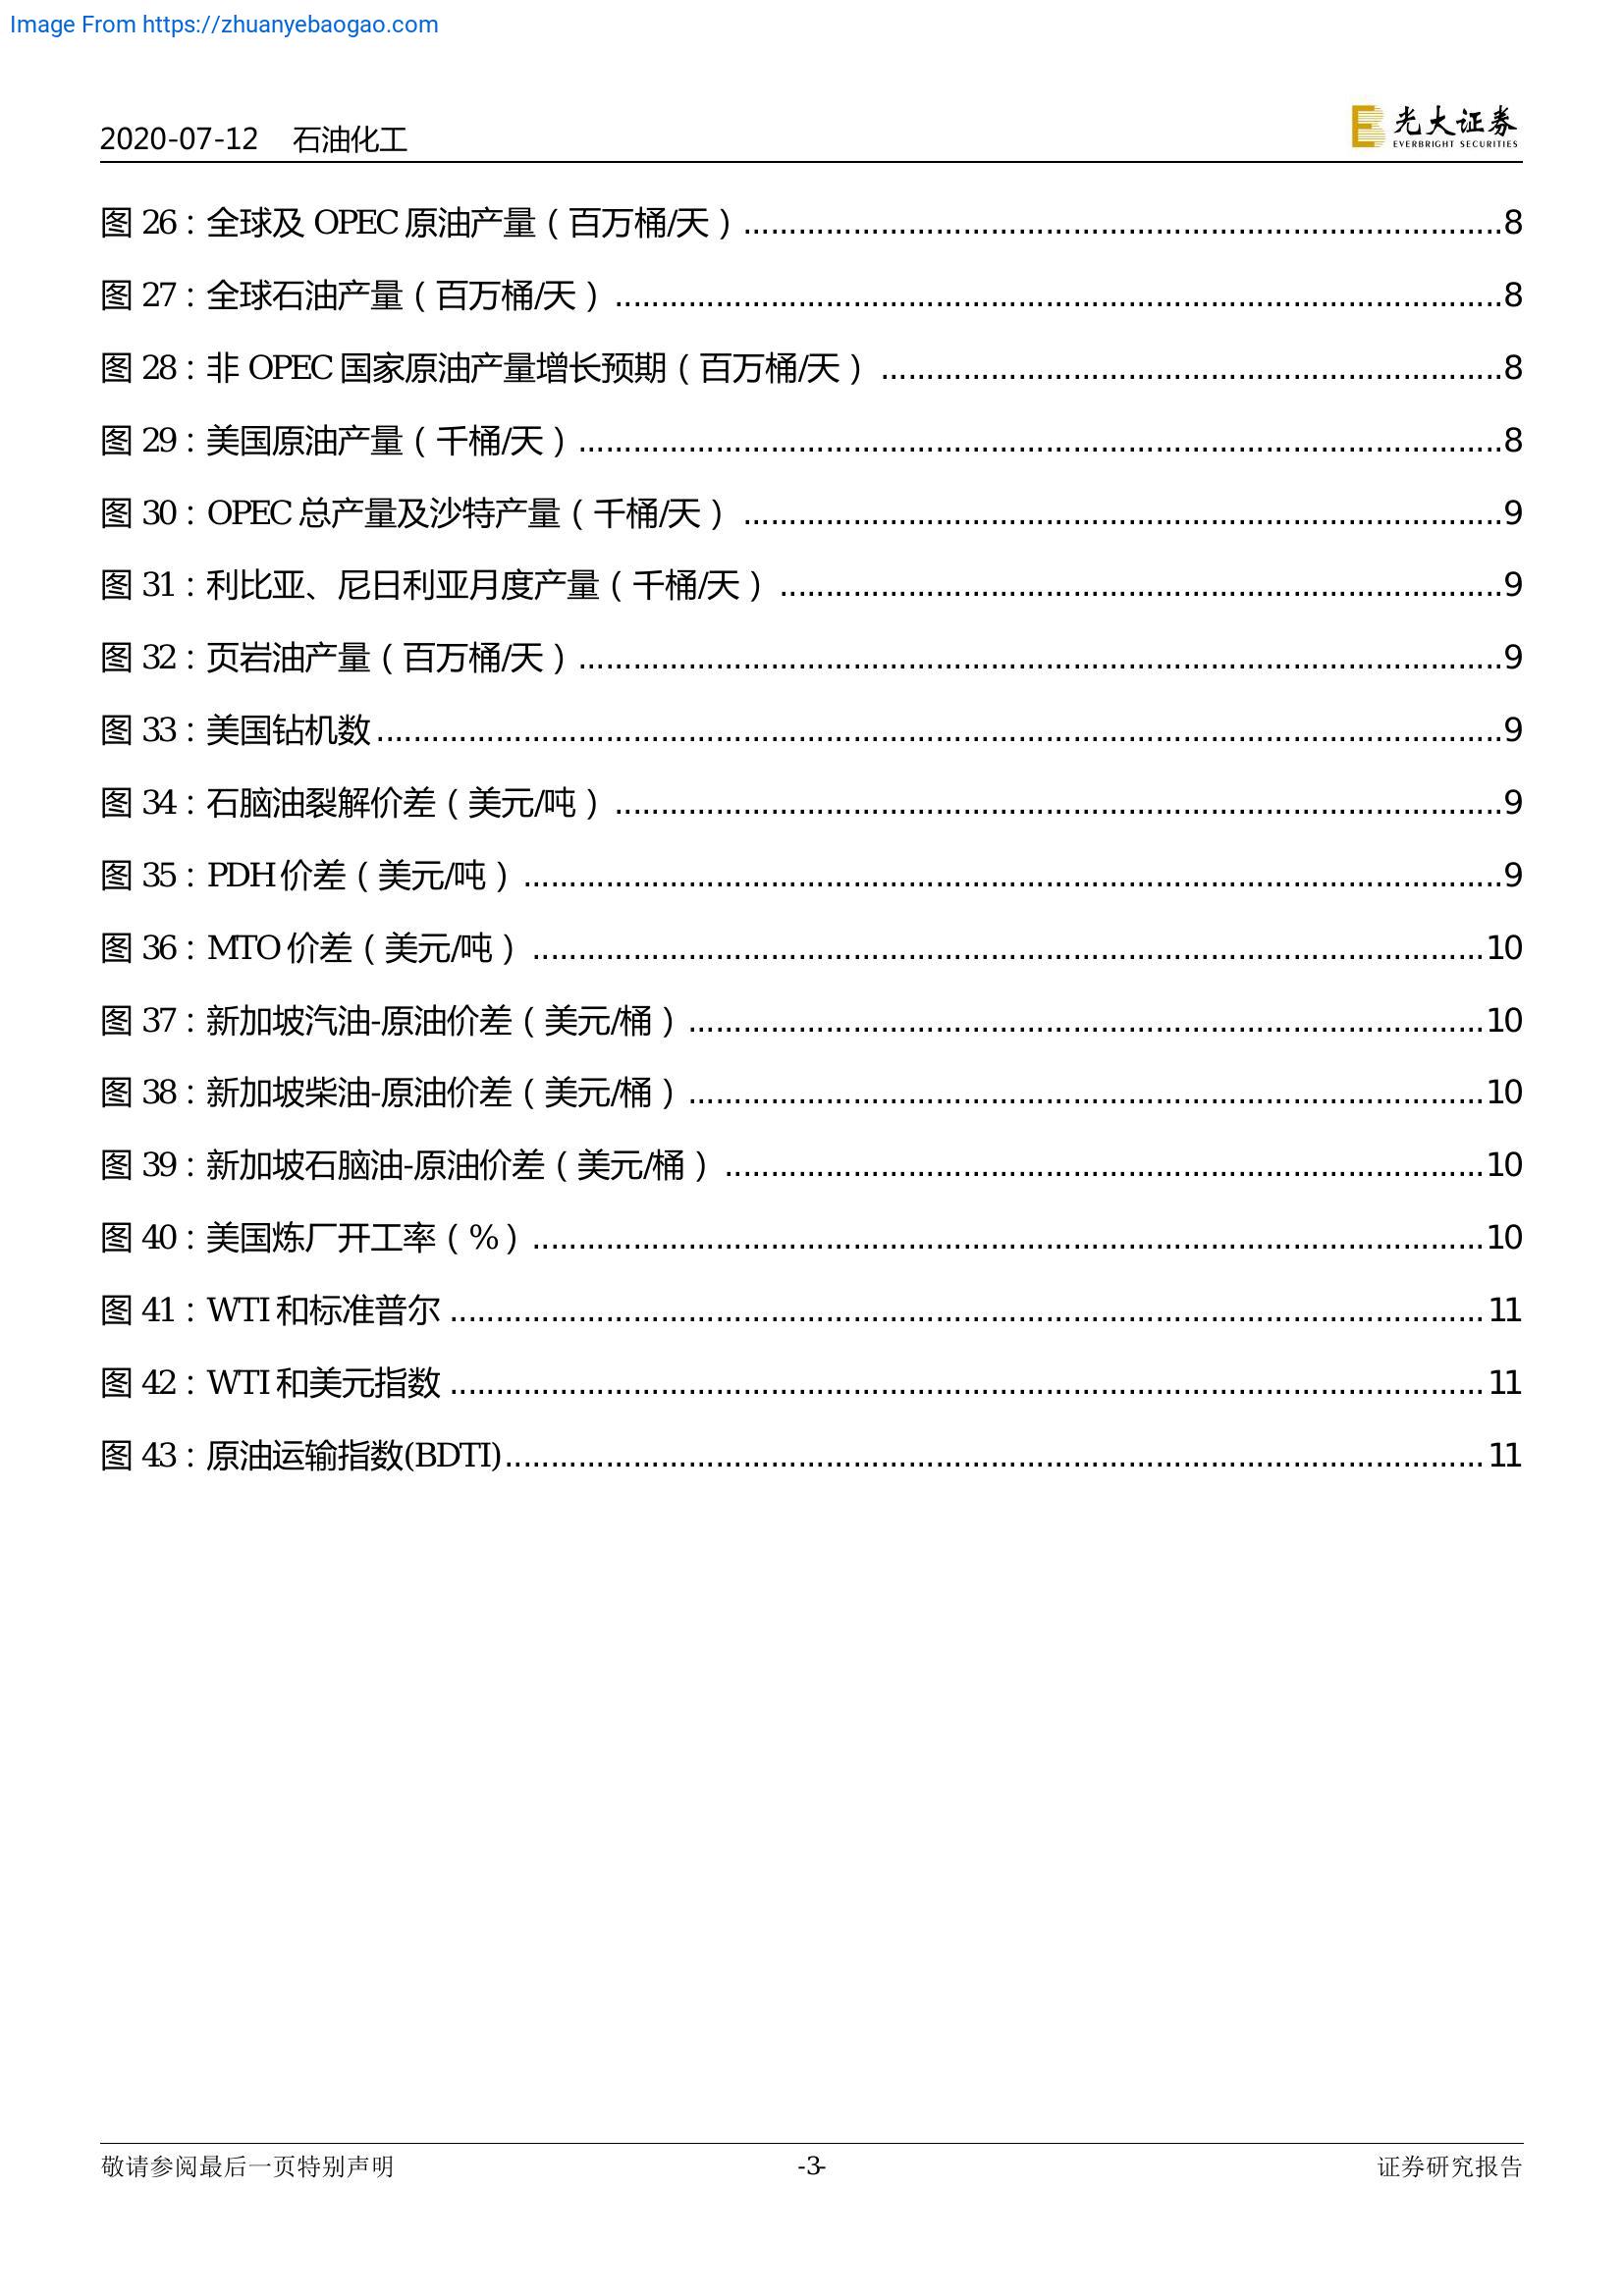 Image From https://zhuanyebaogao.com
2020-07-12 石油化工
光大证券
EVERBRIGHT SECURITIES
图 26：全球及 OPEC 原油产量（百万桶/天）........................................8
图 27：全球石油产量（百万桶/天）........................................8
图 28：非 OPEC 国家原油产量增长预期（百万桶/天）........................................8
图 29：美国原油产量（千桶/天）........................................8
图 30：OPEC 总产量及沙特产量（千桶/天）........................................9
图 31：利比亚、尼日利亚月度产量（千桶/天）........................................9
图 32：页岩油产量（百万桶/天）........................................9
图 33：美国钻机数........................................9
图 34：石脑油裂解价差（美元/吨）........................................9
图 35：PDH 价差（美元/吨）........................................9
图 36：MTO 价差（美元/吨）........................................10
图 37：新加坡汽油-原油价差（美元/桶）........................................10
图 38：新加坡柴油-原油价差（美元/桶）........................................10
图 39：新加坡石脑油-原油价差（美元/桶）........................................10
图 40：美国炼厂开工率（%）........................................10
图 41：WTI 和标准普尔........................................11
图 42：WTI 和美元指数........................................11
图 43：原油运输指数(BDTI)........................................11
敬请参阅最后一页特别声明 -3- 证券研究报告